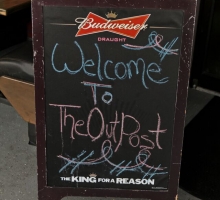 Budweiser
DRAUGHT
Welcome
To
The OutPost
THE KING FOR A REASON